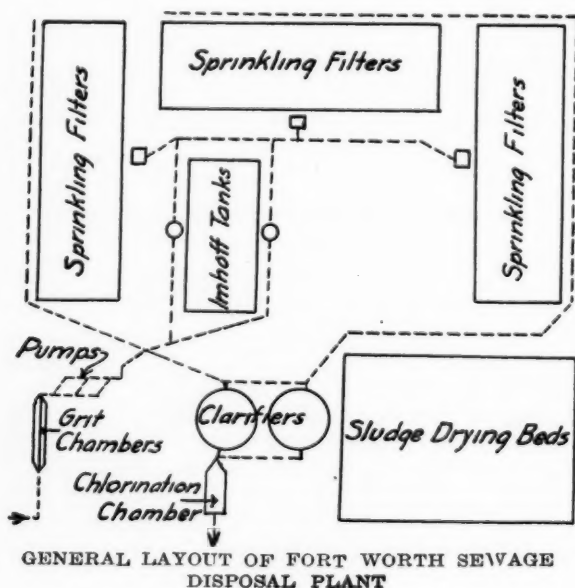 Sprinkling Filters
Sprinkling Filters
Sprinkling Filters
Imhoff Tanks
Pumps
Grit
Chambers
Clarifiers
Sludge Drying Beds
Chlorination
Chamber
GENERAL LAYOUT OF FORT WORTH SEWAGE
DISPOSAL PLANT